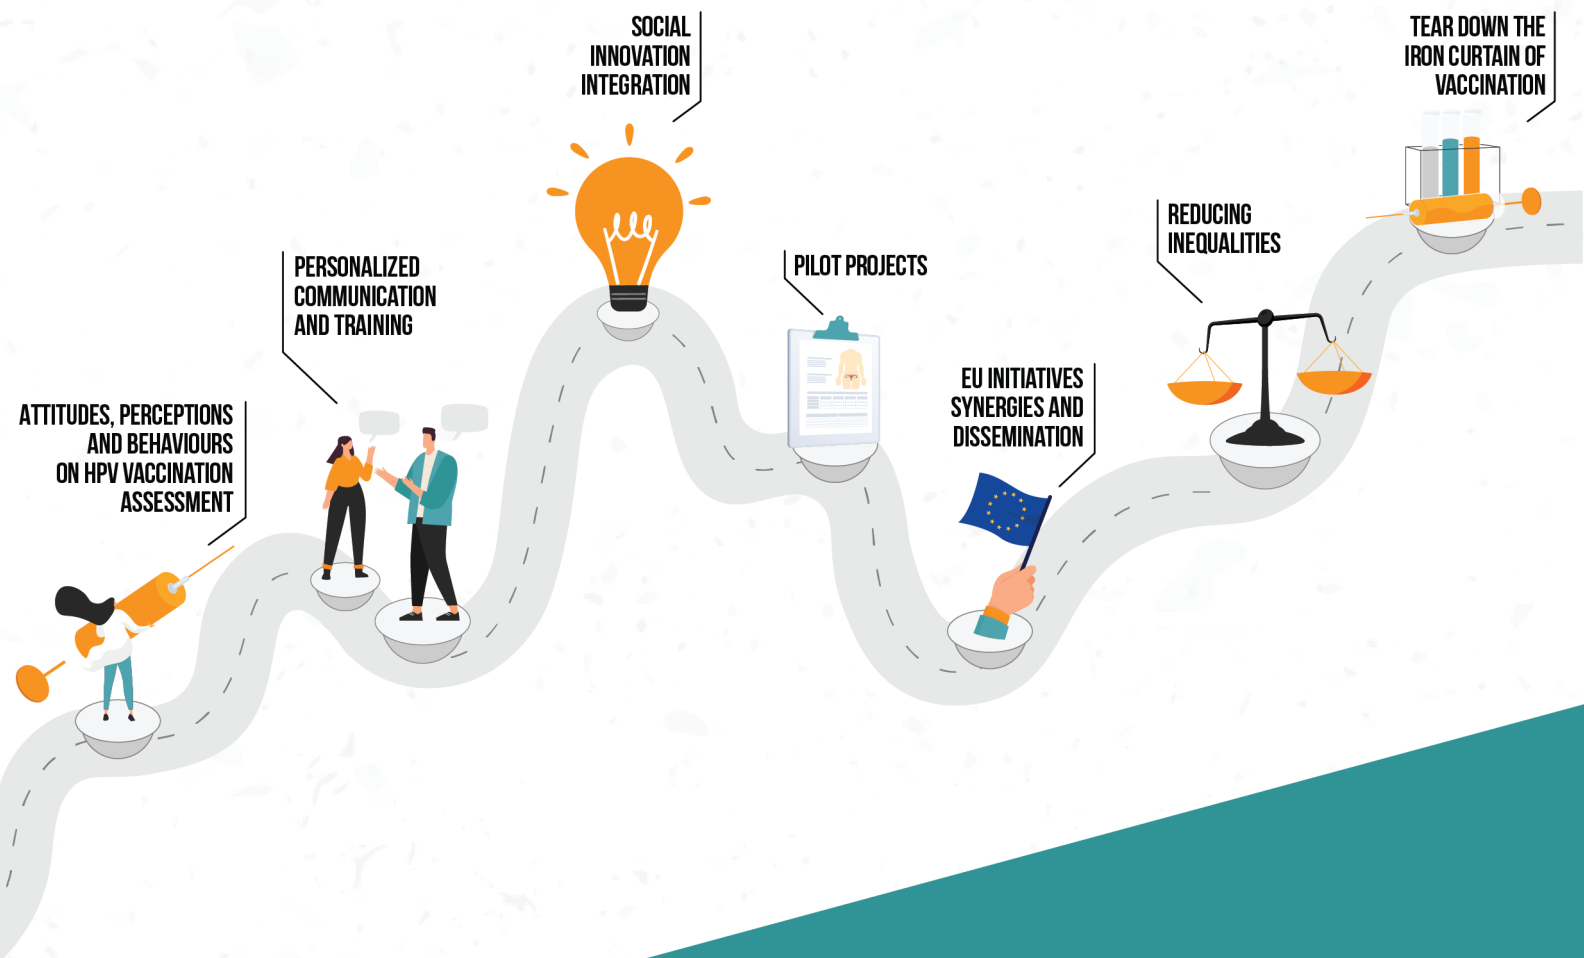 ATTITUDES, PERCEPTIONS
AND BEHAVIOURS
ON HPV VACCINATION
ASSESSMENT
PERSONALIZED
COMMUNICATION
AND TRAINING
SOCIAL
INNOVATION
INTEGRATION
PILOT PROJECTS
EU INITIATIVES
SYNERGIES AND
DISSEMINATION
REDUCING
INEQUALITIES
TEAR DOWN THE
IRON CURTAIN OF
VACCINATION